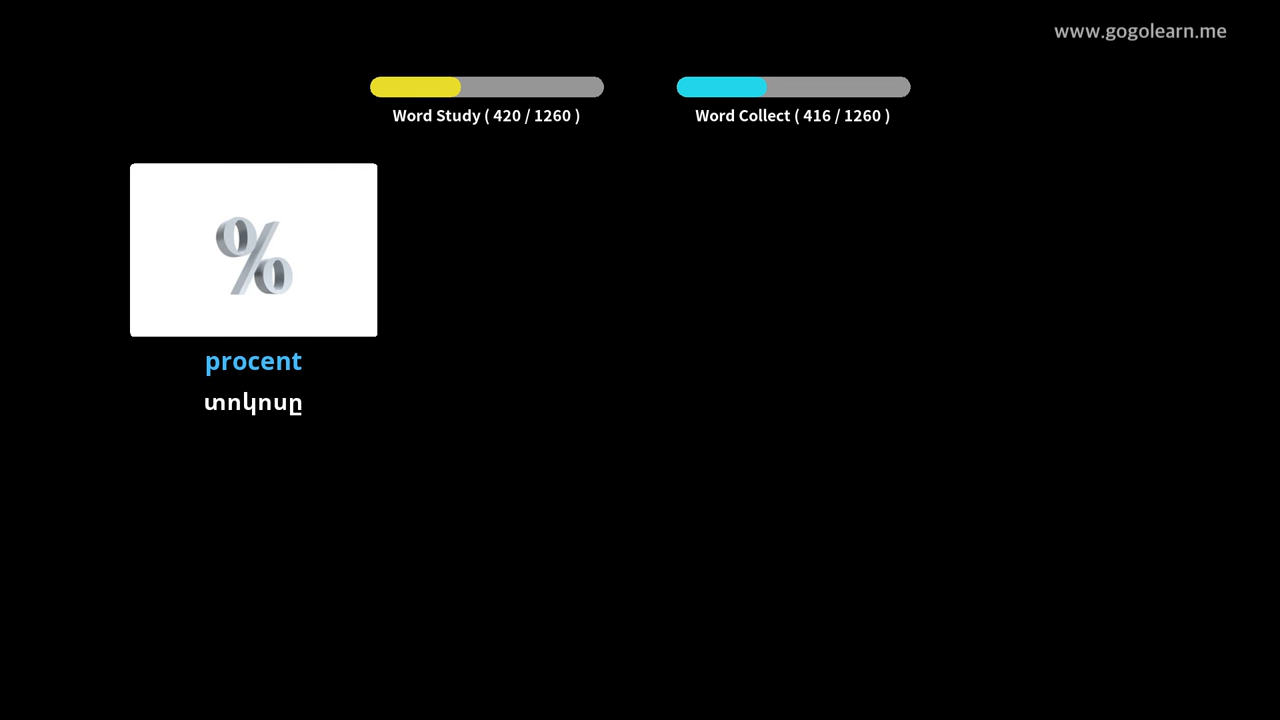 www.gogolearn.me
Word Study ( 420 / 1260 )
Word Collect ( 416 / 1260 )
%
procent
տոկոսը